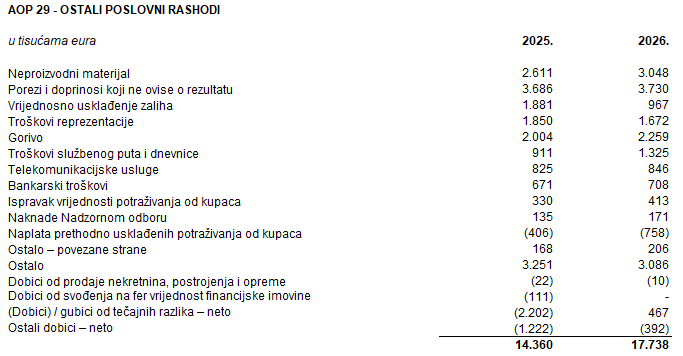 AOP 29 - OSTALI POSLOVNI RASHODI
u tisućama eura 2025. 2026.
Neproizvodni materijal 2.611 3.048
Porezi i doprinosi koji ne ovise o rezultatu 3.686 3.730
Vrijednosno usklađenje zaliha 1.881 967
Troškovi reprezentacije 1.850 1.672
Gorivo 2.004 2.259
Troškovi službenog puta i dnevnice 911 1.325
Telekomunikacijske usluge 825 846
Bankarski troškovi 671 708
Ispravak vrijednosti potraživanja od kupaca 330 413
Naknade Nadzornom odboru 135 171
Naplata prethodno usklađenih potraživanja od kupaca (406) (758)
Ostalo – povezane strane 168 206
Ostalo 3.251 3.086
Dobici od prodaje nekretnina, postrojenja i opreme (22) (10)
Dobici od svođenja na fer vrijednost financijske imovine (111) -
(Dobici) / gubici od tečajnih razlika – neto (2.202) 467
Ostali dobici – neto (1.222) (392)
14.360 17.738